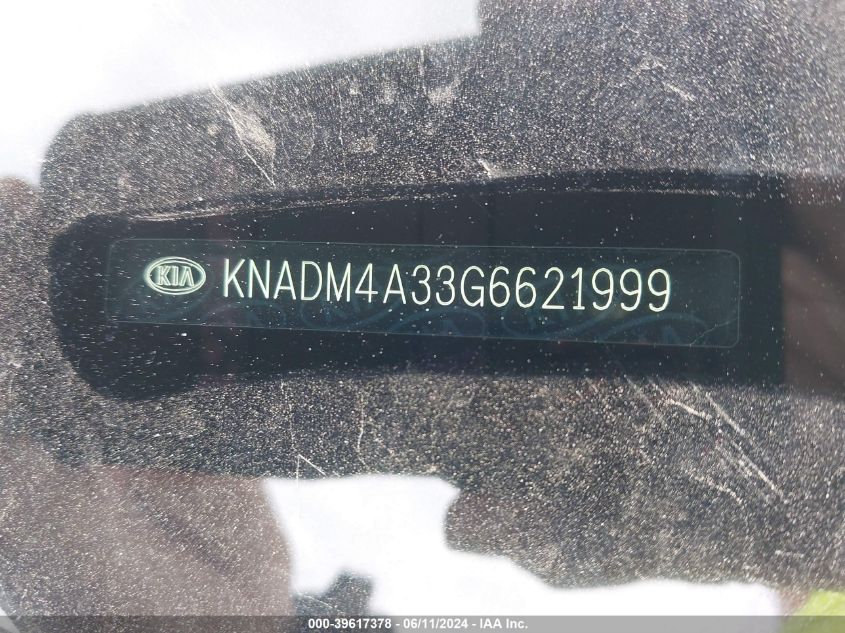 KIA KNADM4A33G6621999
000-39617378 - 06/11/2024 - IAA Inc.